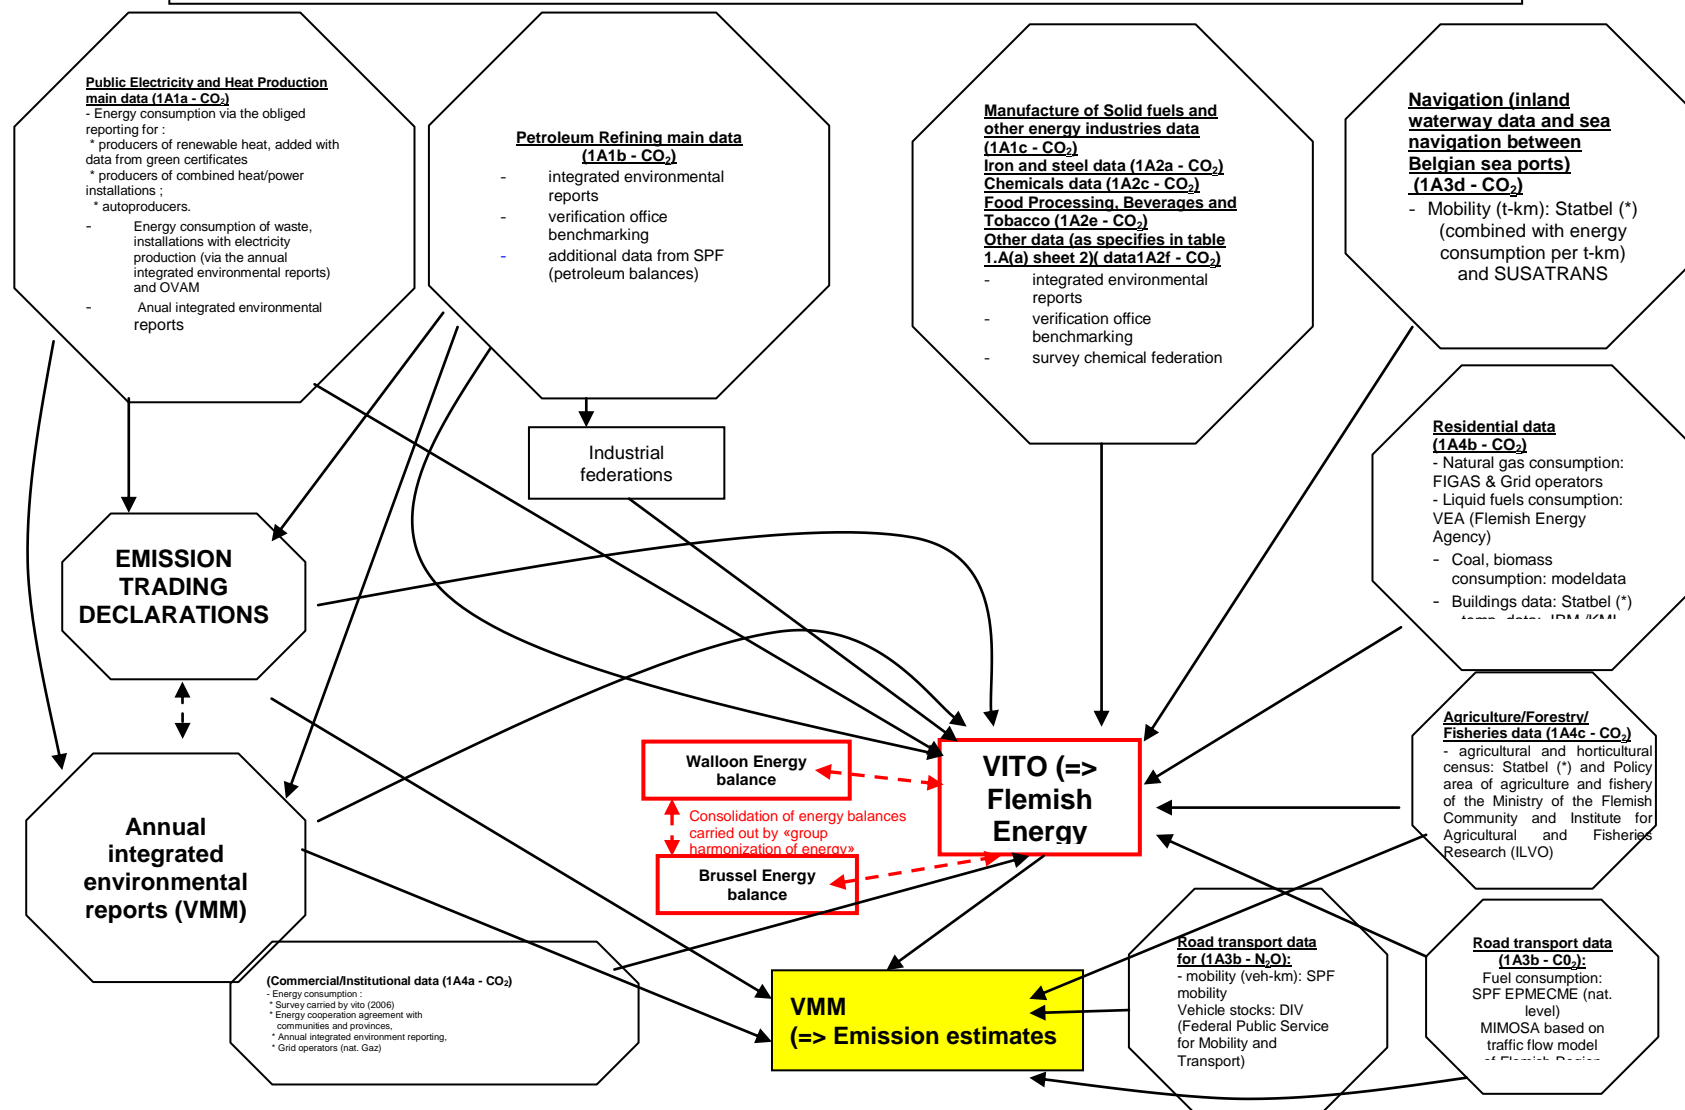 Public Electricity and Heat Production
main data (1A1a - CO₂)
- Energy consumption via the obliged
reporting for :
* producers of renewable heat, added with
data from green certificates
* producers of combined heat/power
installations ;
* autoproducers.
- Energy consumption of waste,
installations with electricity
production (via the annual
integrated environmental reports)
and OVAM
- Anual integrated environmental
reports
Petroleum Refining main data
(1A1b - CO₂)
- integrated environmental
reports
- verification office
benchmarking
- additional data from SPF
(petroleum balances)
Manufacture of Solid fuels and
other energy industries data
(1A1c - CO₂)
Iron and steel data (1A2a - CO₂)
Chemicals data (1A2c - CO₂)
Food Processing, Beverages and
Tobacco (1A2e - CO₂)
Other data (as specifies in table
1.A(a) sheet 2)( data1A2f - CO₂)
- integrated environmental
reports
- verification office
benchmarking
- survey chemical federation
Navigation (inland
waterway data and sea
navigation between
Belgian sea ports)
(1A3d - CO₂)
- Mobility (t-km): Statbel (*)
(combined with energy
consumption per t-km)
and SUSATRANS
Industrial
federations
Residential data
(1A4b - CO₂)
- Natural gas consumption:
FIGAS & Grid operators
- Liquid fuels consumption:
VEA (Flemish Energy
Agency)
- Coal, biomass
consumption: modeldata
- Buildings data: Statbel (*)
temp. data: IRM /KMI
EMISSION
TRADING
DECLARATIONS
Agriculture/Forestry/
Fisheries data (1A4c - CO₂)
- agricultural and horticultural
census: Statbel (*) and Policy
area of agriculture and fishery
of the Ministry of the Flemish
Community and Institute for
Agricultural and Fisheries
Research (ILVO)
Walloon Energy
balance
VITO (=>
Flemish
Energy
Consolidation of energy balances
carried out by «group
harmonization of energy»
Brussel Energy
balance
Annual
integrated
environmental
reports (VMM)
(Commercial/Institutional data (1A4a - CO₂)
- Energy consumption :
* Survey carried by vito (2006)
* Energy cooperation agreement with
communities and provinces,
* Annual integrated environment reporting,
* Grid operators (nat. Gaz)
VMM
(=> Emission estimates
Road transport data
for (1A3b - N₂O):
- mobility (veh-km): SPF
mobility
Vehicle stocks: DIV
(Federal Public Service
for Mobility and
Transport)
Road transport data
(1A3b - C0₂):
Fuel consumption:
SPF EPMECME (nat.
level)
MIMOSA based on
traffic flow model
of Flemish Region